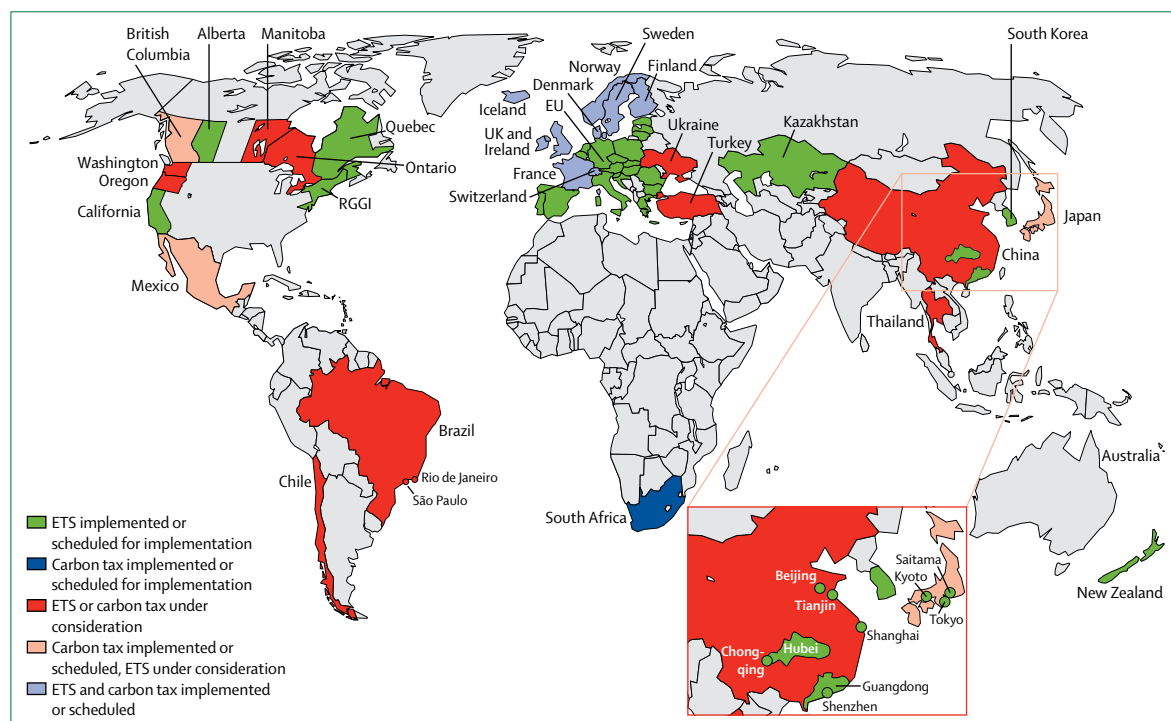 British
Columbia
Alberta
Manitoba
Sweden
South Korea
Norway
Finland
Denmark
EU
Iceland
Quebec
UK and
Ireland
Ukraine
Kazakhstan
Turkey
Washington
Oregon
Ontario
France
Switzerland
California
RGGI
Japan
China
Mexico
Thailand
Brazil
Australia
Chile
Rio de Janeiro
São Paulo
South Africa
ETS implemented or
scheduled for implementation
Carbon tax implemented or
scheduled for implementation
ETS or carbon tax under
consideration
Carbon tax implemented or
scheduled, ETS under consideration
ETS and carbon tax implemented
or scheduled
Saitama
Kyoto
Tokyo
Beijing
Tianjin
Shanghai
Chong-
qing
Hubei
Guangdong
Shenzhen
New Zealand